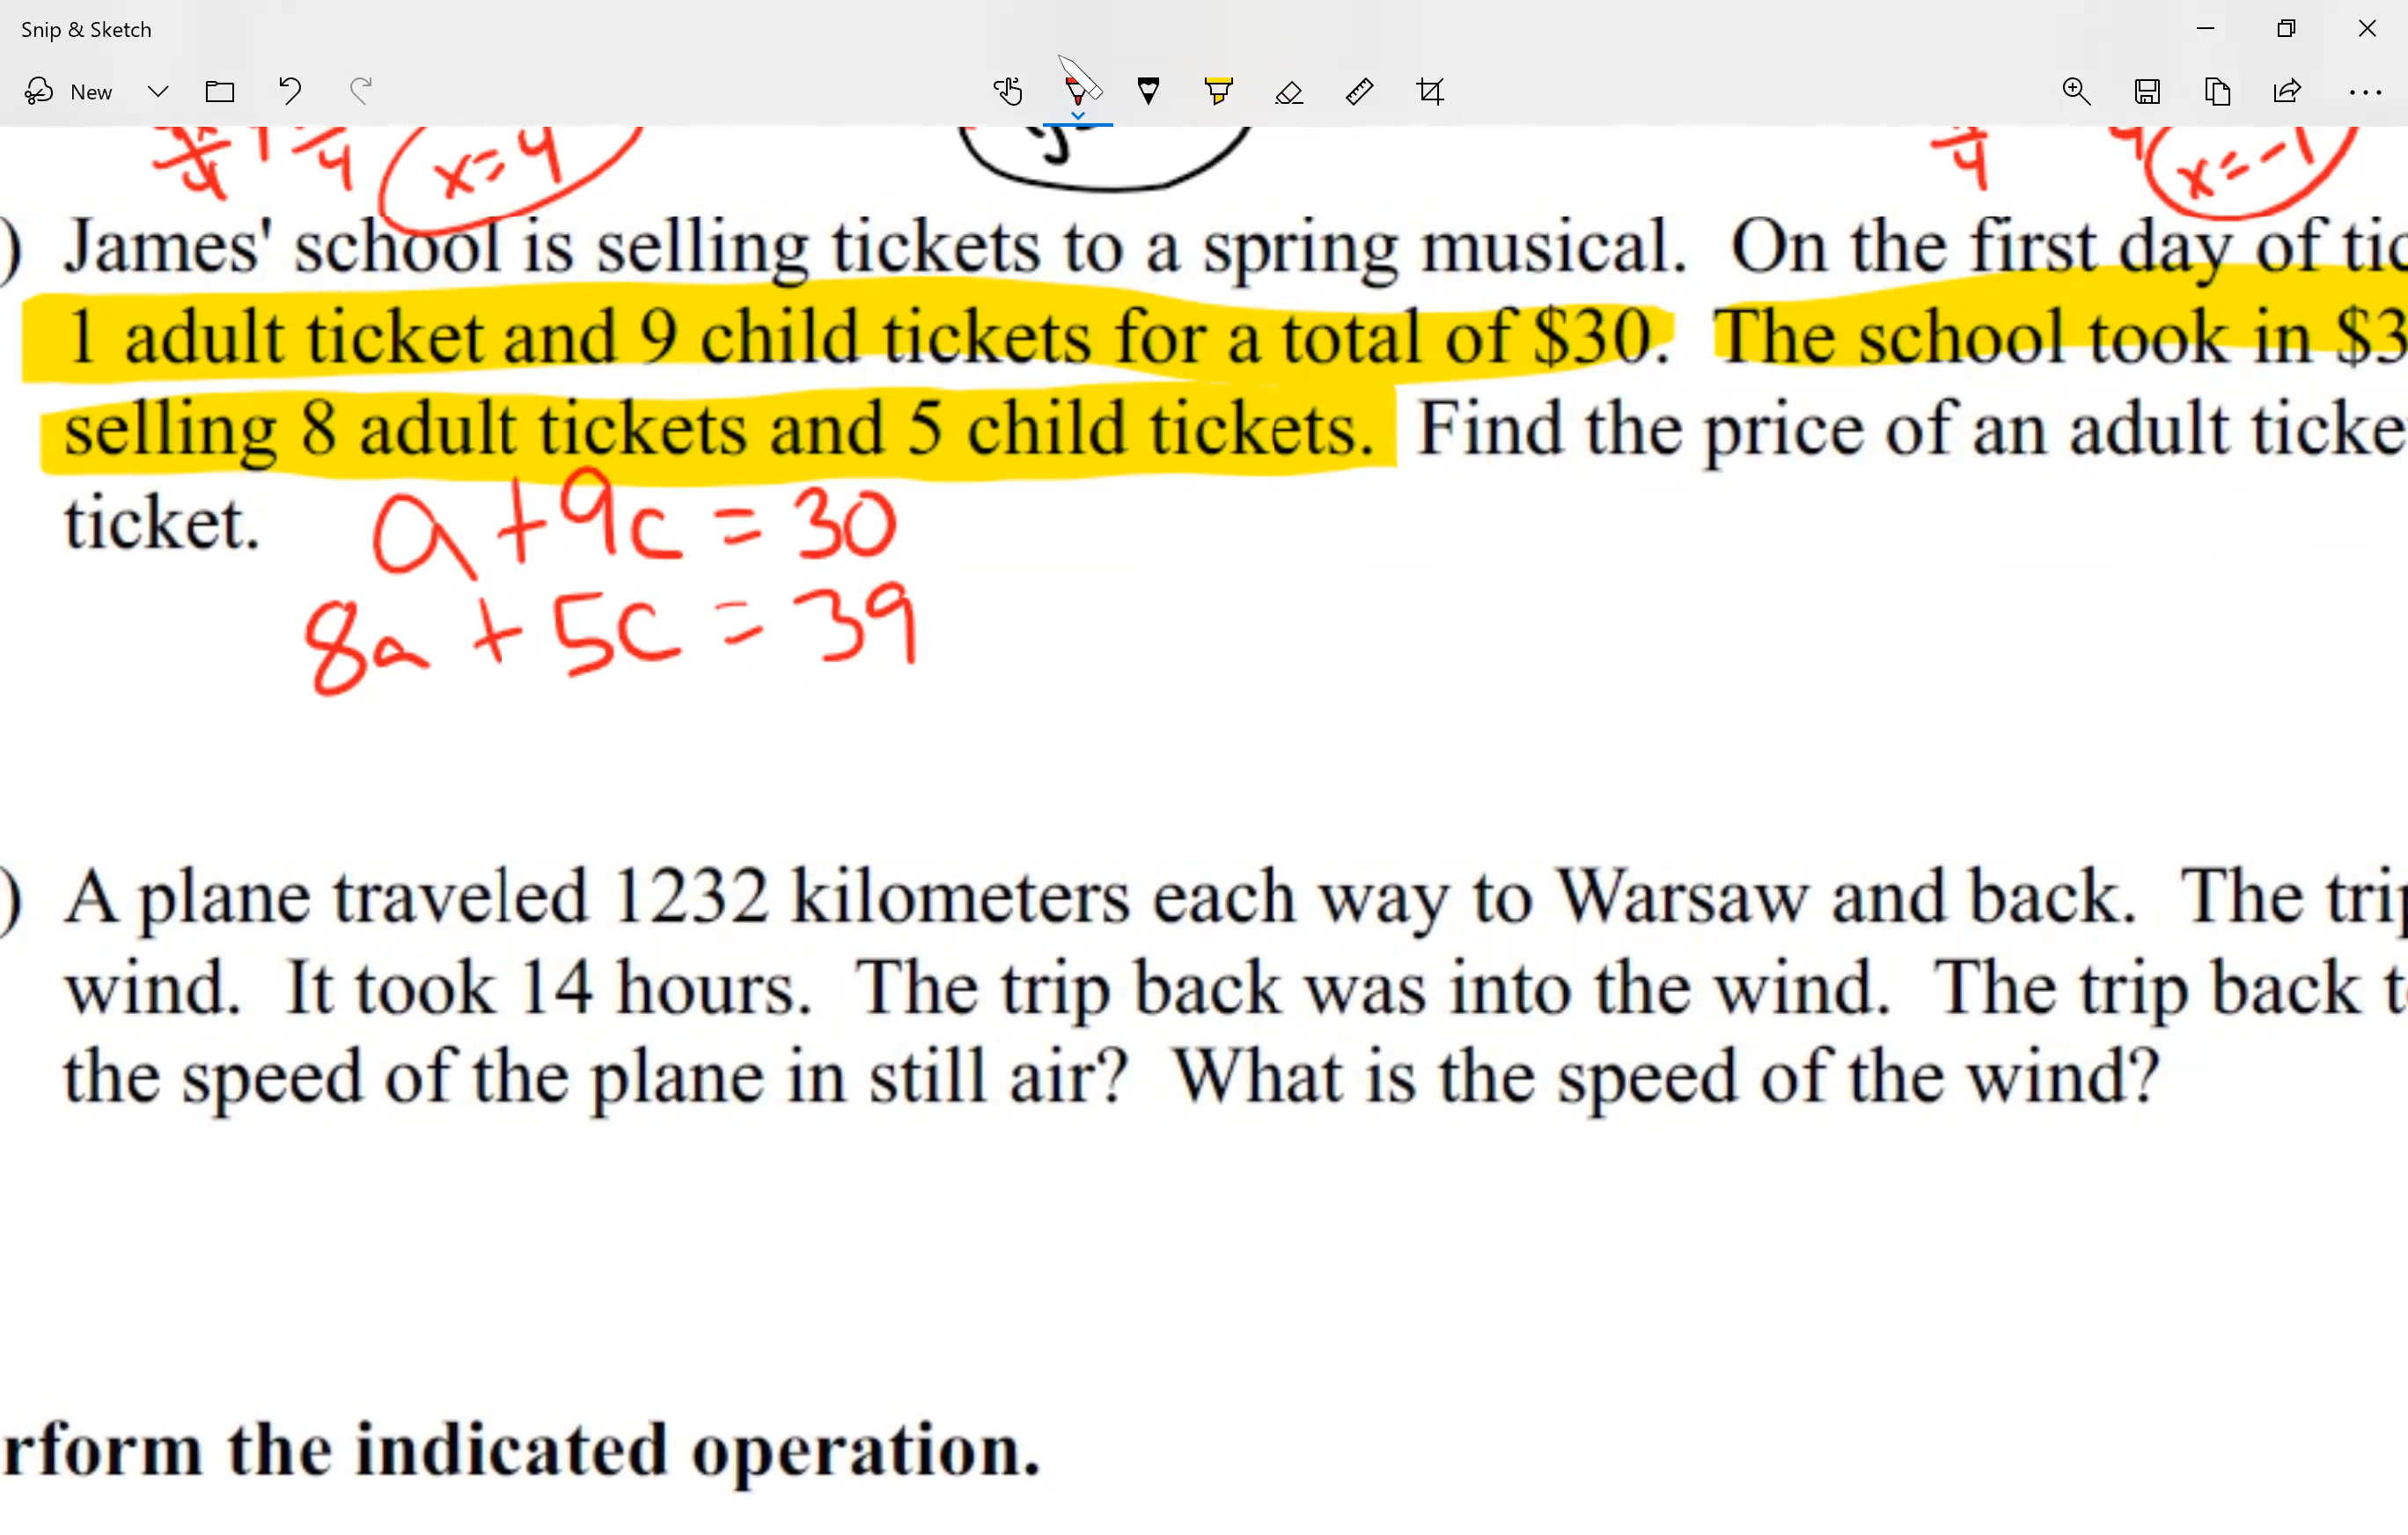 Snip & Sketch
New
x=4
x=-1
) James' school is selling tickets to a spring musical. On the first day of tic
1 adult ticket and 9 child tickets for a total of $30. The school took in $3
selling 8 adult tickets and 5 child tickets. Find the price of an adult ticke
ticket.
a + 9c = 30
8a + 5c = 39
) A plane traveled 1232 kilometers each way to Warsaw and back. The trip
wind. It took 14 hours. The trip back was into the wind. The trip back t
the speed of the plane in still air? What is the speed of the wind?
rform the indicated operation.